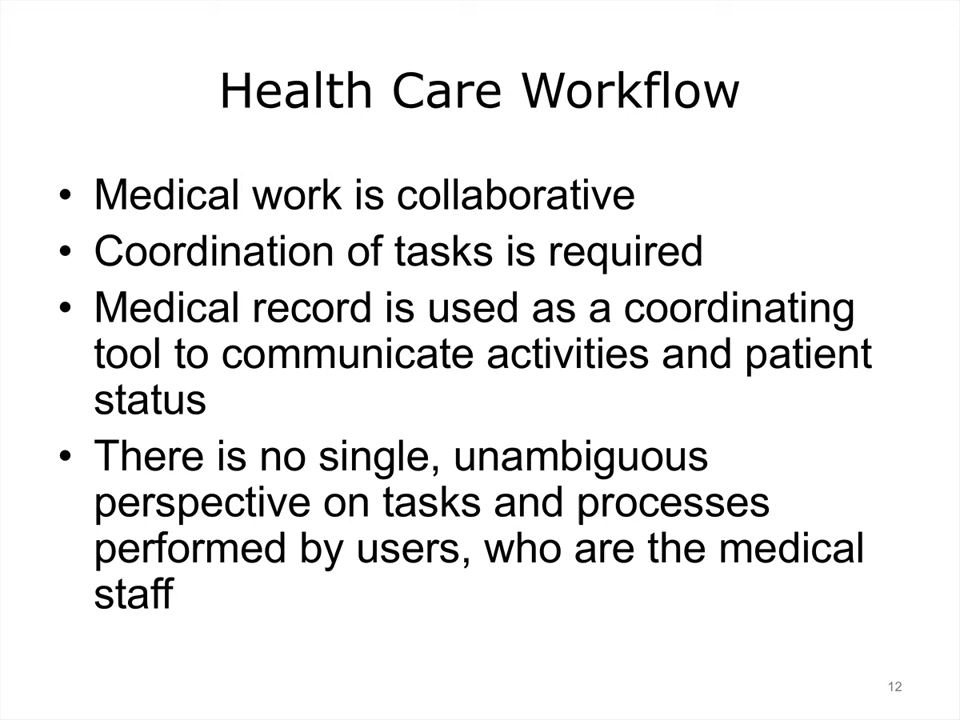 Health Care Workflow
• Medical work is collaborative
• Coordination of tasks is required
• Medical record is used as a coordinating
tool to communicate activities and patient
status
• There is no single, unambiguous
perspective on tasks and processes
performed by users, who are the medical
staff
12